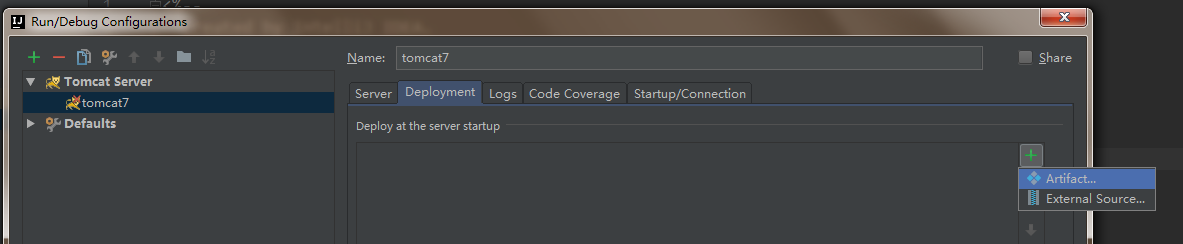 Run/Debug Configurations
Name: tomcat7
Share
Tomcat Server
tomcat7
Defaults
Server Deployment Logs Code Coverage Startup/Connection
Deploy at the server startup
Artifact...
External Source...